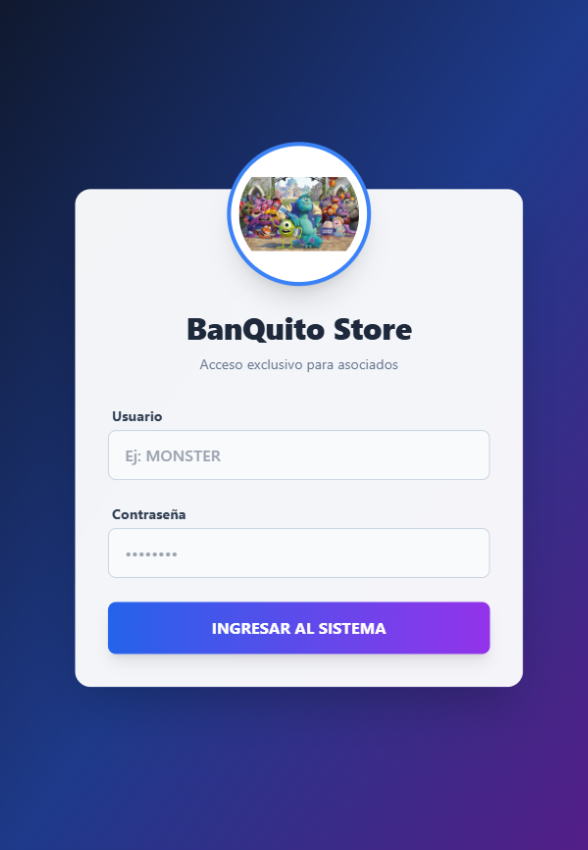 BanQuito Store
Acceso exclusivo para asociados
Usuario
Ej: MONSTER
Contraseña
••••••••
INGRESAR AL SISTEMA